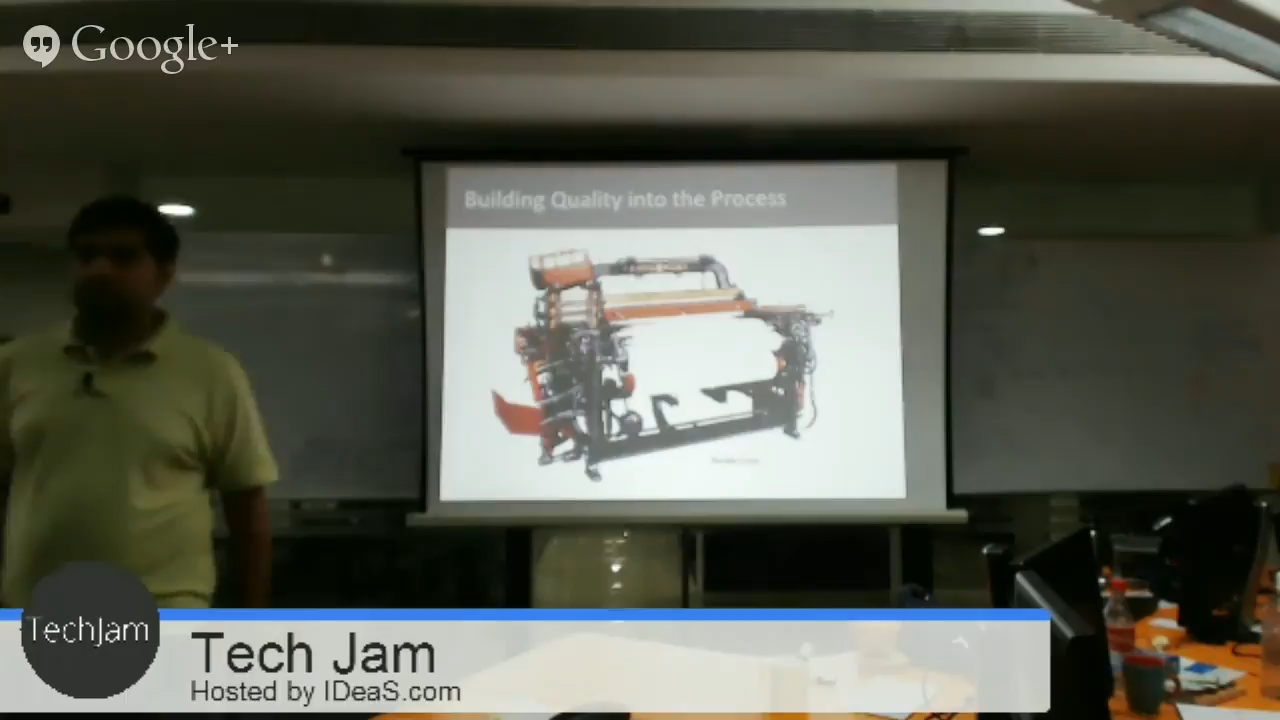 Google+
Building Quality into the Process
TechJam
Tech Jam
Hosted by IDeaS.com